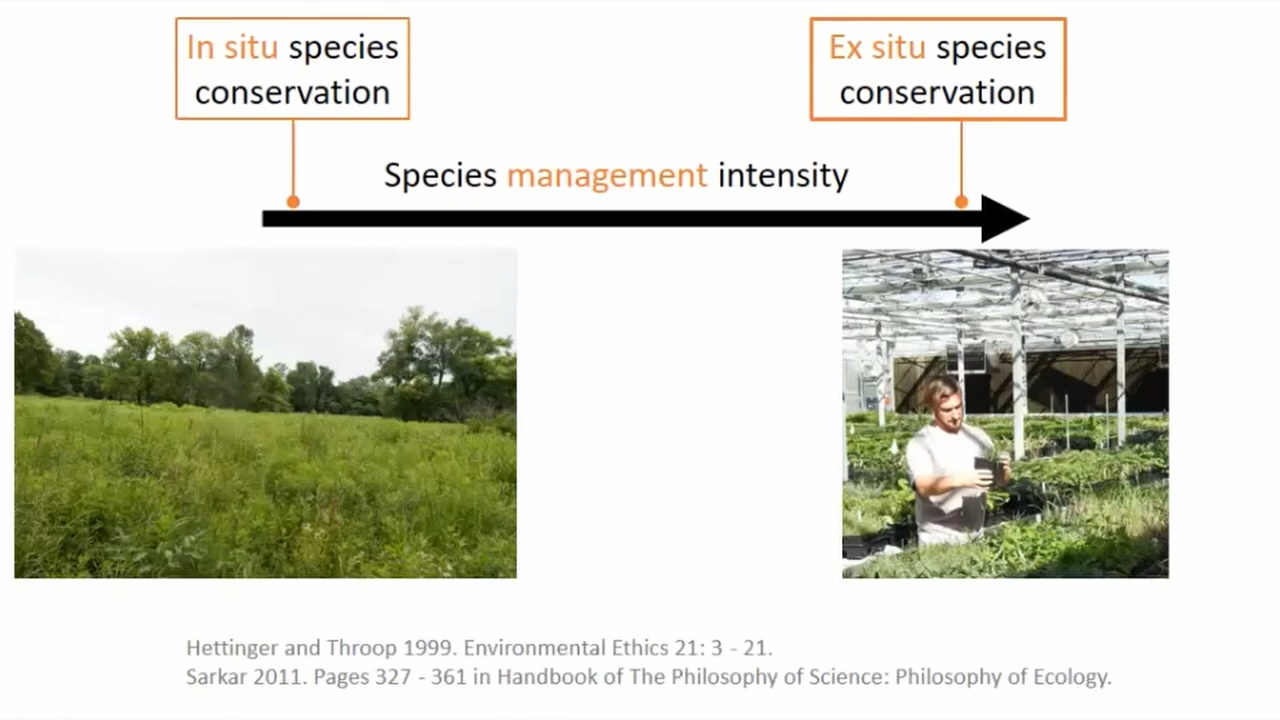 In situ species
conservation
Ex situ species
conservation
Species management intensity
Hettinger and Throop 1999. Environmental Ethics 21: 3 - 21.
Sarkar 2011. Pages 327 - 361 in Handbook of The Philosophy of Science: Philosophy of Ecology.